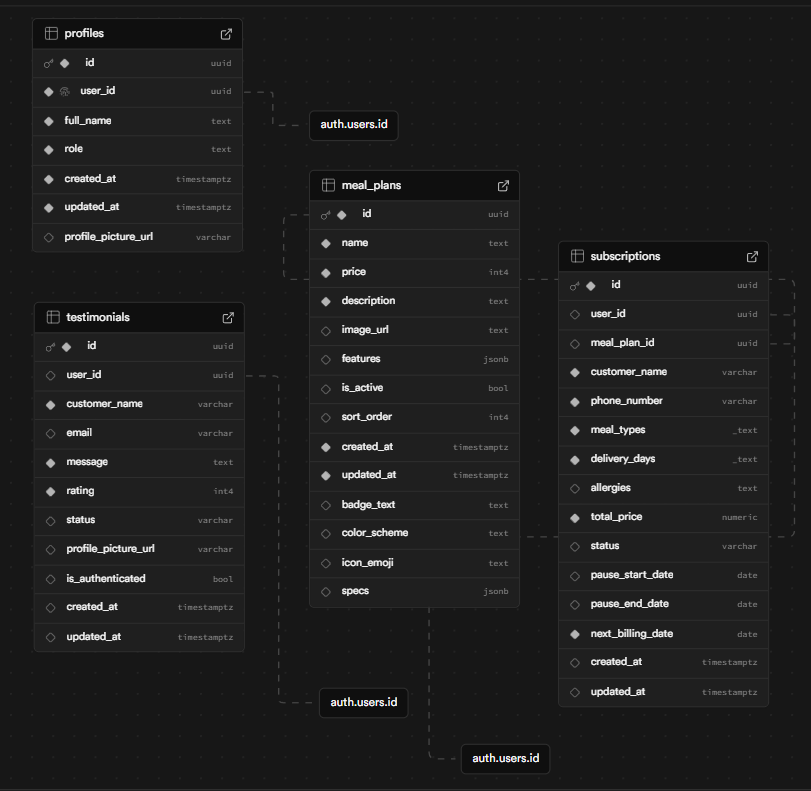 profiles
id uuid
user_id uuid
full_name text
role text
created_at timestamptz
updated_at timestamptz
profile_picture_url varchar
auth.users.id
meal_plans
id uuid
name text
price int4
description text
image_url text
features jsonb
is_active bool
sort_order int4
created_at timestamptz
updated_at timestamptz
badge_text text
color_scheme text
icon_emoji text
specs jsonb
subscriptions
id uuid
user_id uuid
meal_plan_id uuid
customer_name varchar
phone_number varchar
meal_types _text
delivery_days _text
allergies text
total_price numeric
status varchar
pause_start_date date
pause_end_date date
next_billing_date date
created_at timestamptz
updated_at timestamptz
testimonials
id uuid
user_id uuid
customer_name varchar
email varchar
message text
rating int4
status varchar
profile_picture_url varchar
is_authenticated bool
created_at timestamptz
updated_at timestamptz
auth.users.id
auth.users.id